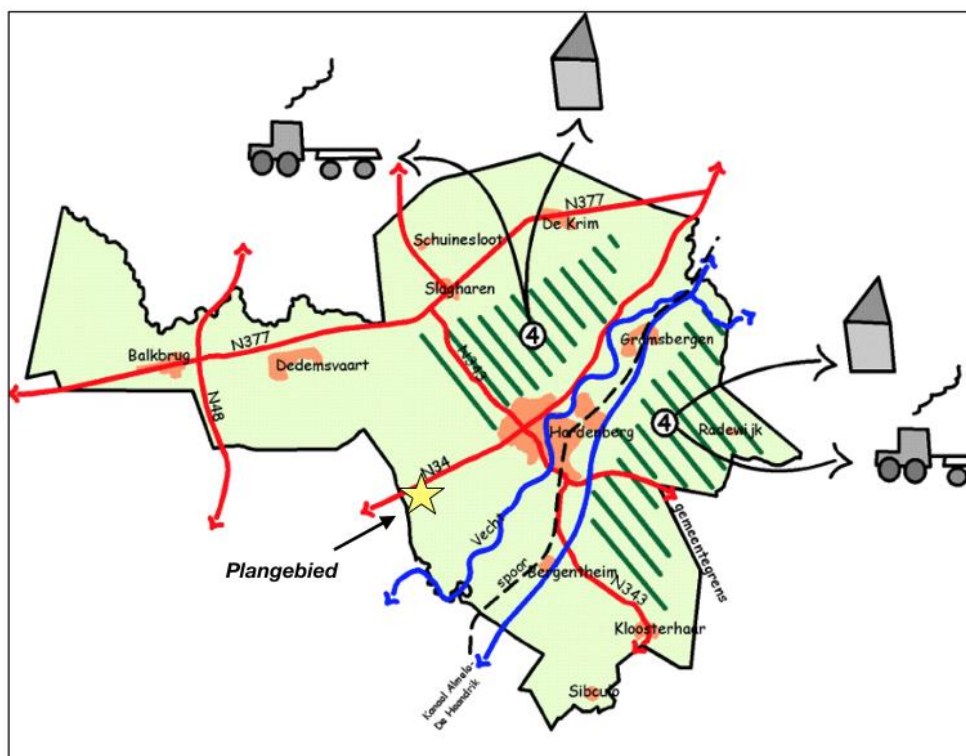 N377
De Krim
Schuinesloot
Slagharen
4
N377
N343
Gramsbergen
Balkbrug
Dedemsvaart
4
Radewijk
N48
Hardenberg
N34
Vecht
gemeentegrens
Plangebied
spoor
Bergentheim
N343
Kloosterhaar
Kanaal Almelo-
De Haandrik
Sibculo